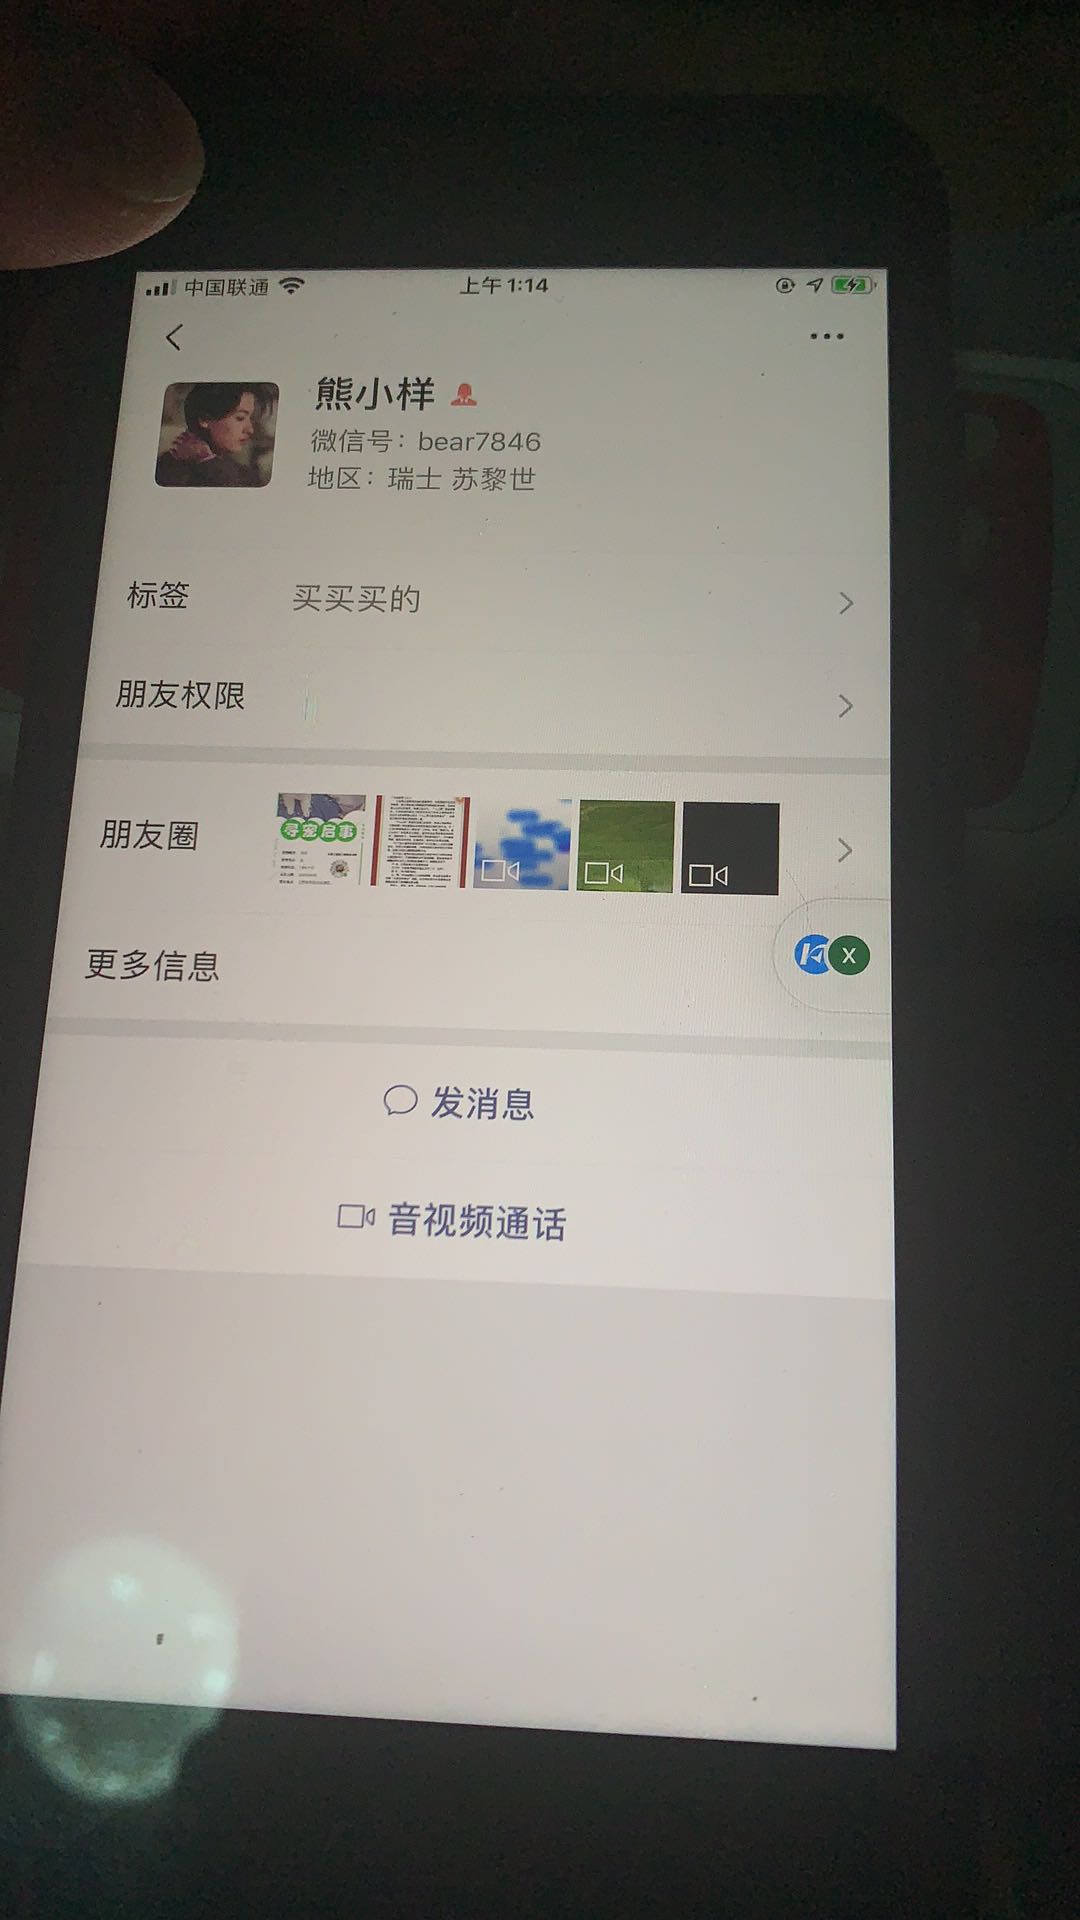 中国联通
上午 1:14
熊小样
微信号：bear7846
地区：瑞士 苏黎世
标签 买买买的
朋友权限
朋友圈
寻宠启事
更多信息
X
发消息
音视频通话